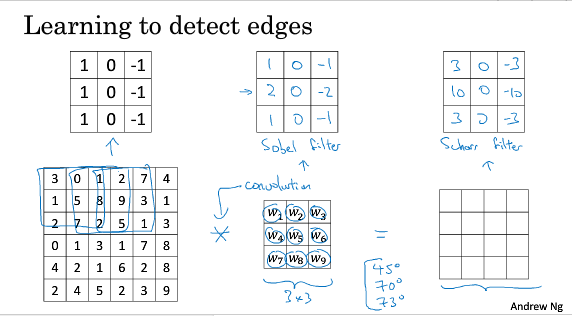 Learning to detect edges
1 0 -1
1 0 -1
1 0 -1
1 0 -1
2 0 -2
1 0 -1
Sobel filter
3 0 -3
10 0 -10
3 0 -3
Scharr filter
3 0 1 2 7 4
1 5 8 9 3 1
2 7 2 5 1 3
0 1 3 1 7 8
4 2 1 6 2 8
2 4 5 2 3 9
convolution
*
w1 w2 w3
w4 w5 w6
w7 w8 w9
3×3
=
45°
70°
73°
Andrew Ng